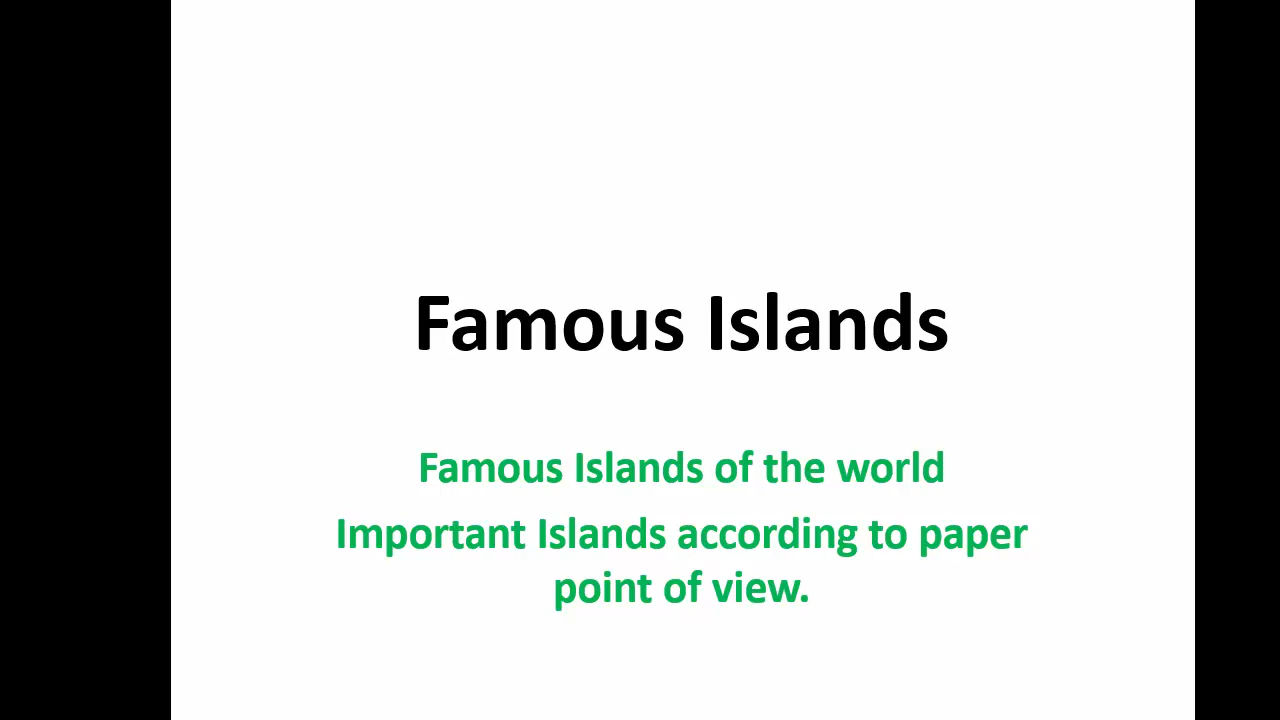 Famous Islands
Famous Islands of the world
Important Islands according to paper
point of view.